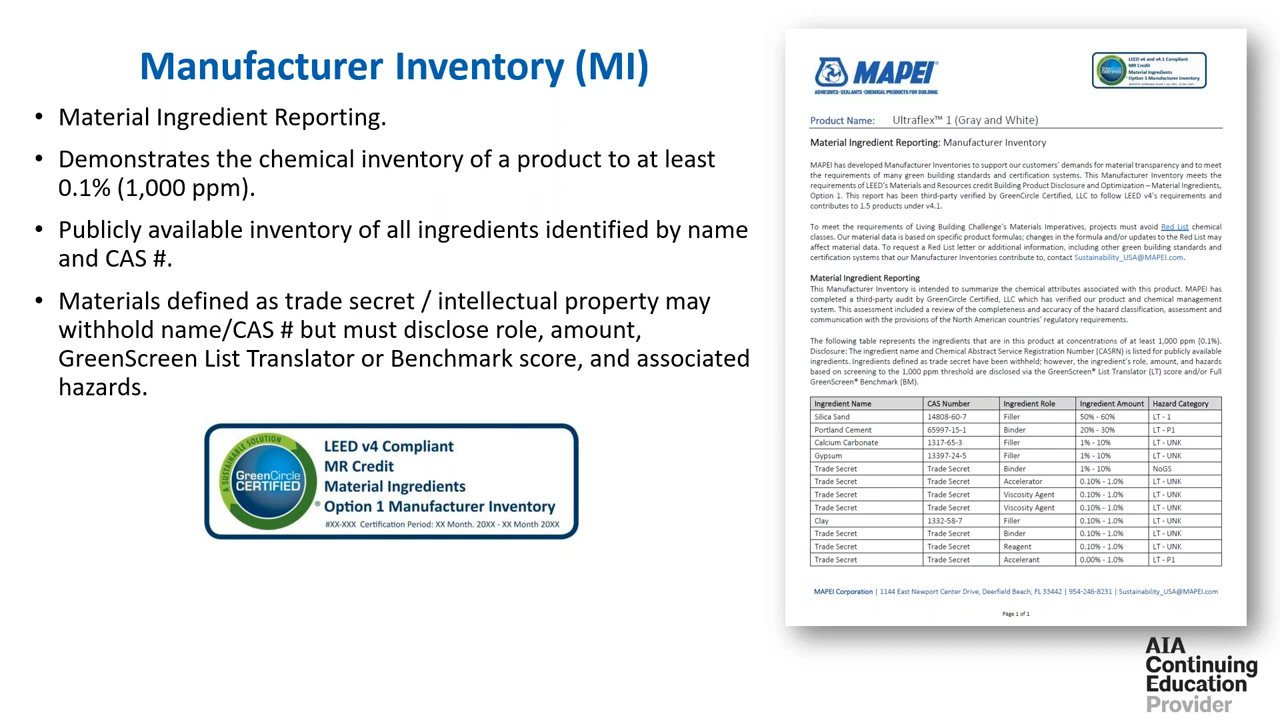 Manufacturer Inventory (MI)
• Material Ingredient Reporting.
• Demonstrates the chemical inventory of a product to at least
0.1% (1,000 ppm).
• Publicly available inventory of all ingredients identified by name
and CAS #.
• Materials defined as trade secret / intellectual property may
withhold name/CAS # but must disclose role, amount,
GreenScreen List Translator or Benchmark score, and associated
hazards.
A SUSTAINABLE SOLUTION
GreenCircle
CERTIFIED
®
LEED v4 Compliant
MR Credit
Material Ingredients
Option 1 Manufacturer Inventory
#XX-XXX Certification Period: XX Month. 20XX - XX Month 20XX
MAPEI®
ADHESIVES•SEALANTS•CHEMICAL PRODUCTS FOR BUILDING
LEED v4 and v4.1 Compliant
MR Credit
Material Ingredients
Option 1 Manufacturer Inventory
Product Name: Ultraflex™ 1 (Gray and White)
Material Ingredient Reporting: Manufacturer Inventory
MAPEI has developed Manufacturer Inventories to support our customers' demands for material transparency and to meet
the requirements of many green building standards and certification systems. This Manufacturer Inventory meets the
requirements of LEED's Materials and Resources credit Building Product Disclosure and Optimization – Material Ingredients,
Option 1. This report has been third-party verified by GreenCircle Certified, LLC to follow LEED v4's requirements and
contributes to 1.5 products under v4.1.
To meet the requirements of Living Building Challenge's Materials Imperatives, projects must avoid Red List chemical
classes. Our material data is based on specific product formulas; changes in the formula and/or updates to the Red List may
affect material data. To request a Red List letter or additional information, including other green building standards and
certification systems that our Manufacturer Inventories contribute to, contact Sustainability_USA@MAPEI.com.
Material Ingredient Reporting
This Manufacturer Inventory is intended to summarize the chemical attributes associated with this product. MAPEI has
completed a third-party audit by GreenCircle Certified, LLC which has verified our product and chemical management
system. This assessment included a review of the completeness and accuracy of the hazard classification, assessment and
communication with the provisions of the North American countries' regulatory requirements.
The following table represents the ingredients that are in this product at concentrations of at least 1,000 ppm (0.1%).
Disclosure: The ingredient name and Chemical Abstract Service Registration Number (CASRN) is listed for publicly available
ingredients. Ingredients defined as trade secret have been withheld; however, the ingredient's role, amount, and hazards
based on screening to the 1,000 ppm threshold are disclosed via the GreenScreen® List Translator (LT) score and/or Full
GreenScreen® Benchmark (BM).
Ingredient Name CAS Number Ingredient Role Ingredient Amount Hazard Category
Silica Sand 14808-60-7 Filler 50% - 60% LT - 1
Portland Cement 65997-15-1 Binder 20% - 30% LT - P1
Calcium Carbonate 1317-65-3 Filler 1% - 10% LT - UNK
Gypsum 13397-24-5 Filler 1% - 10% LT - UNK
Trade Secret Trade Secret Binder 1% - 10% NoGS
Trade Secret Trade Secret Accelerator 0.10% - 1.0% LT - UNK
Trade Secret Trade Secret Viscosity Agent 0.10% - 1.0% LT - UNK
Trade Secret Trade Secret Viscosity Agent 0.10% - 1.0% LT - UNK
Clay 1332-58-7 Filler 0.10% - 1.0% LT - UNK
Trade Secret Trade Secret Binder 0.10% - 1.0% LT - UNK
Trade Secret Trade Secret Reagent 0.10% - 1.0% LT - UNK
Trade Secret Trade Secret Accelerant 0.00% - 1.0% LT - P1
MAPEI Corporation | 1144 East Newport Center Drive, Deerfield Beach, FL 33442 | 954-246-8231 | Sustainability_USA@MAPEI.com
Page 1 of 1
AIA
Continuing
Education
Provider